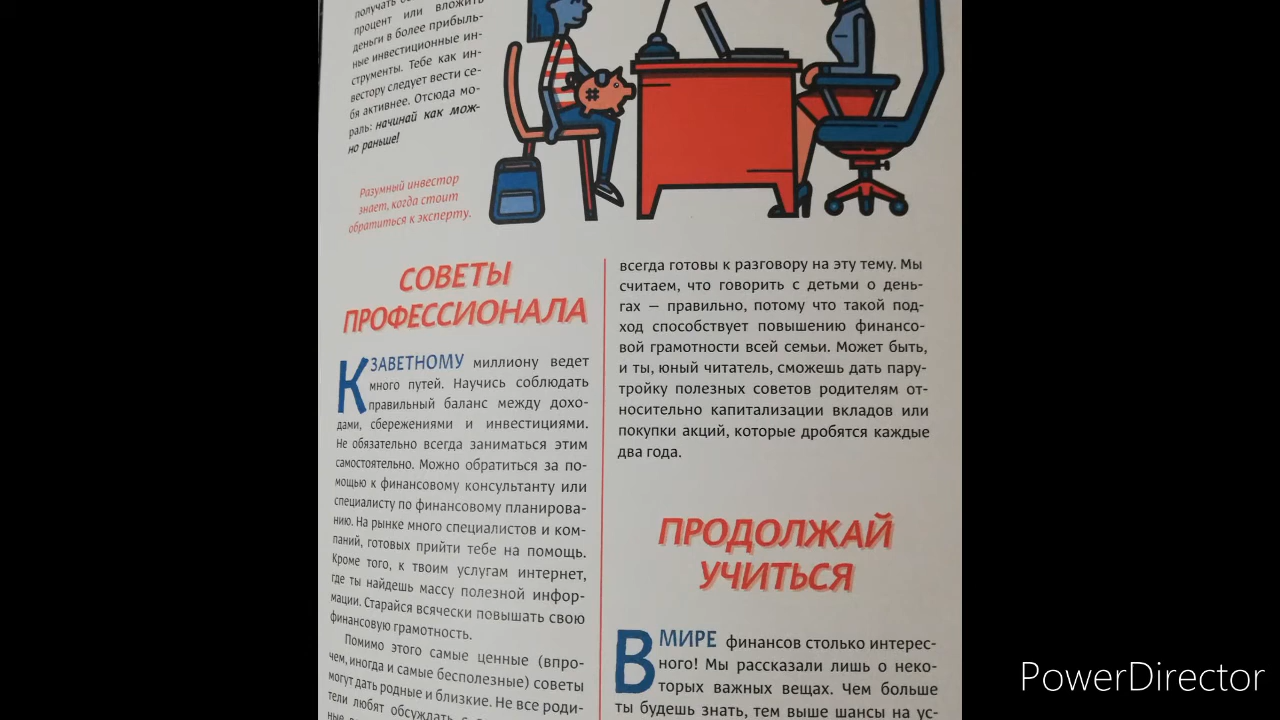 получать
процент или вложить
деньги в более прибыль-
ные инвестиционные ин-
струменты. Тебе как ин-
вестору следует вести се-
бя активнее. Отсюда мо-
раль: начинай как мож-
но раньше!
Разумный инвестор
знает, когда стоит
обратиться к эксперту.
СОВЕТЫ
ПРОФЕССИОНАЛА
К ЗАВЕТНОМУ миллиону ведет
много путей. Научись соблюдать
правильный баланс между дохо-
дами, сбережениями и инвестициями.
Не обязательно всегда заниматься этим
самостоятельно. Можно обратиться за по-
мощью к финансовому консультанту или
специалисту по финансовому планирова-
нию. На рынке много специалистов и ком-
паний, готовых прийти тебе на помощь.
Кроме того, к твоим услугам интернет,
где ты найдешь массу полезной инфор-
мации. Старайся всячески повышать свою
финансовую грамотность.
Помимо этого самые ценные (впро-
чем, иногда и самые бесполезные) советы
могут дать родные и близкие. Не все роди-
тели любят обсуждать
всегда готовы к разговору на эту тему. Мы
считаем, что говорить с детьми о день-
гах — правильно, потому что такой под-
ход способствует повышению финансо-
вой грамотности всей семьи. Может быть,
и ты, юный читатель, сможешь дать пару-
тройку полезных советов родителям от-
носительно капитализации вкладов или
покупки акций, которые дробятся каждые
два года.
ПРОДОЛЖАЙ
УЧИТЬСЯ
В МИРЕ финансов столько интерес-
ного! Мы рассказали лишь о неко-
торых важных вещах. Чем больше
ты будешь знать, тем выше шансы на ус-
PowerDirector